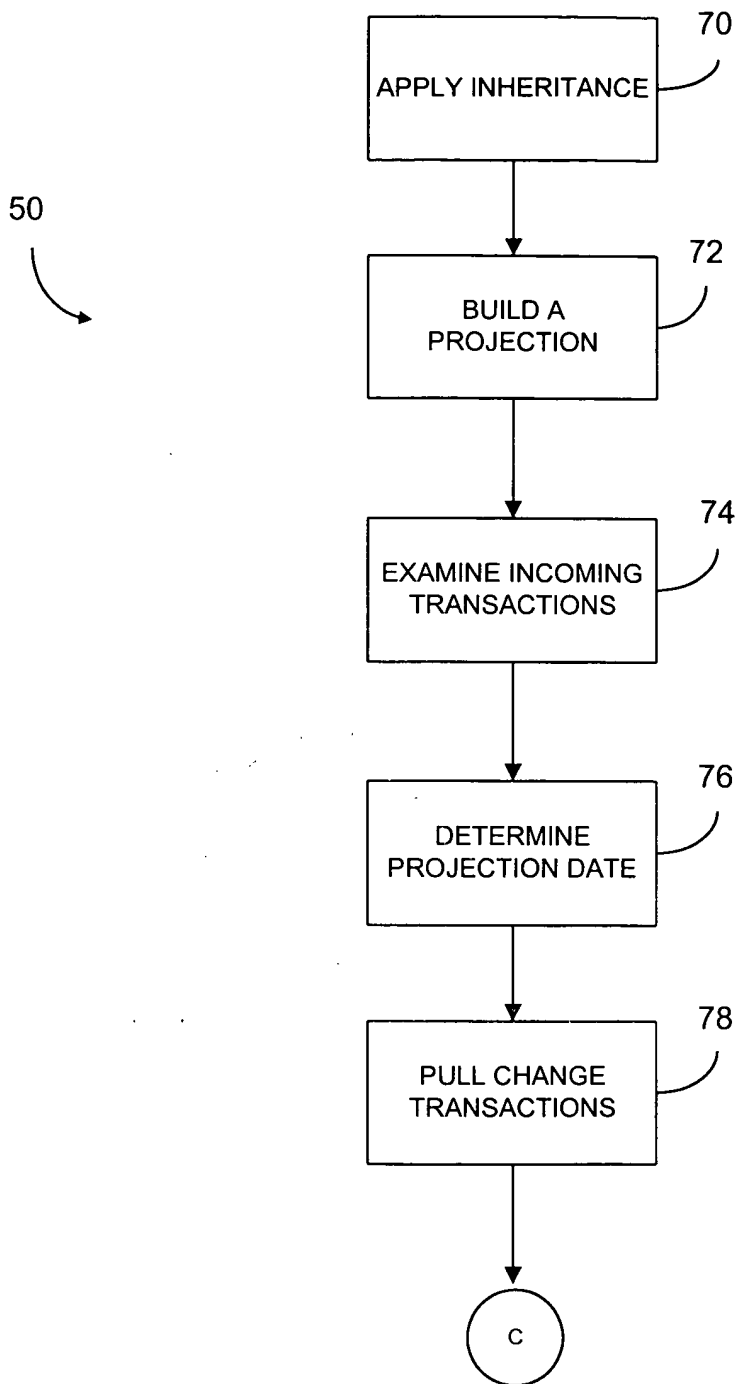 70
APPLY INHERITANCE
50
72
BUILD A
PROJECTION
74
EXAMINE INCOMING
TRANSACTIONS
76
DETERMINE
PROJECTION DATE
78
PULL CHANGE
TRANSACTIONS
C